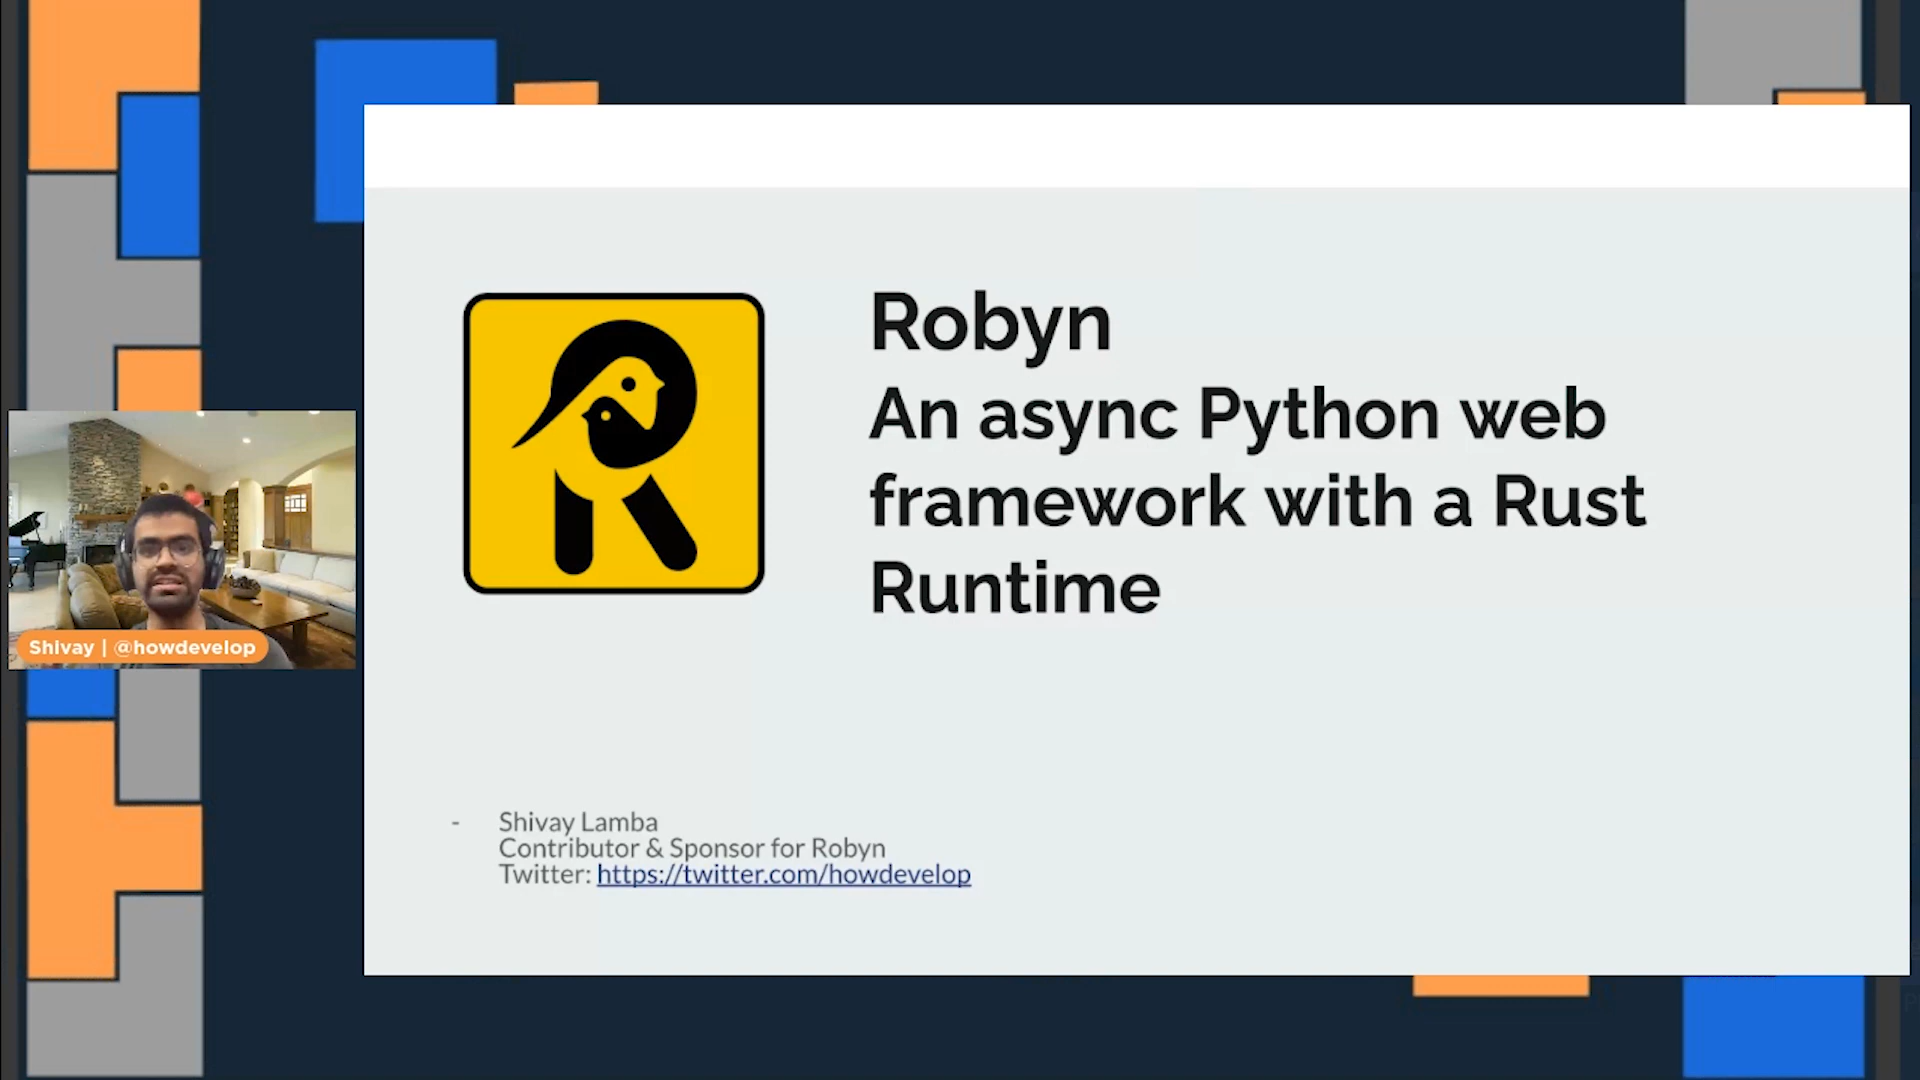 Robyn
An async Python web
framework with a Rust
Runtime
Shivay | @howdevelop
- Shivay Lamba
Contributor & Sponsor for Robyn
Twitter: https://twitter.com/howdevelop